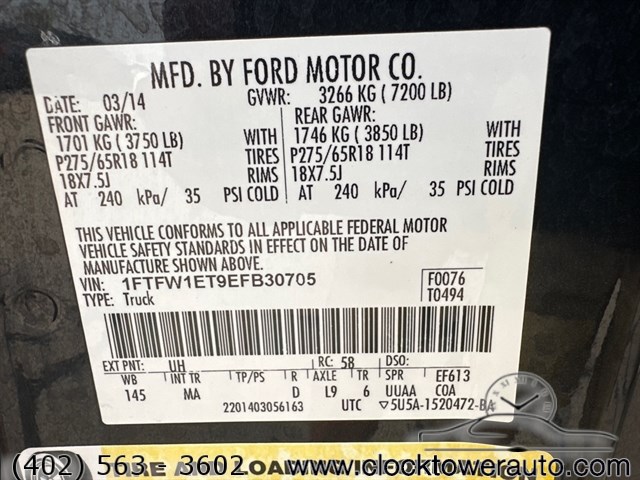 MFD. BY FORD MOTOR CO.
DATE: 03/14 GVWR: 3266 KG ( 7200 LB)
FRONT GAWR: REAR GAWR:
1701 KG ( 3750 LB) WITH 1746 KG ( 3850 LB) WITH
P275/65R18 114T TIRES P275/65R18 114T TIRES
18X7.5J RIMS 18X7.5J RIMS
AT 240 kPa/ 35 PSI COLD AT 240 kPa/ 35 PSI COLD
THIS VEHICLE CONFORMS TO ALL APPLICABLE FEDERAL MOTOR
VEHICLE SAFETY STANDARDS IN EFFECT ON THE DATE OF
MANUFACTURE SHOWN ABOVE.
VIN: 1FTFW1ET9EFB30705 F0076
TYPE: Truck T0494
EXT PNT: UH RC: 58 DSO:
WB INT TR TP/PS R AXLE TR SPR EF613
145 MA D L9 6 UUAA COA
2201403056163 UTC ▽5U5A-1520472-BA
TIRE AND LOADING INFORMATION
(402) 563 - 3602 www.clocktowerauto.com